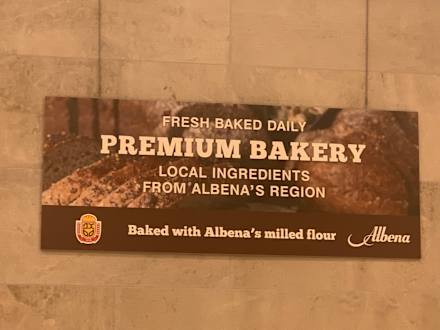 FRESH BAKED DAILY
PREMIUM BAKERY
LOCAL INGREDIENTS
FROM ALBENA'S REGION
Baked with Albena's milled flour
Albena